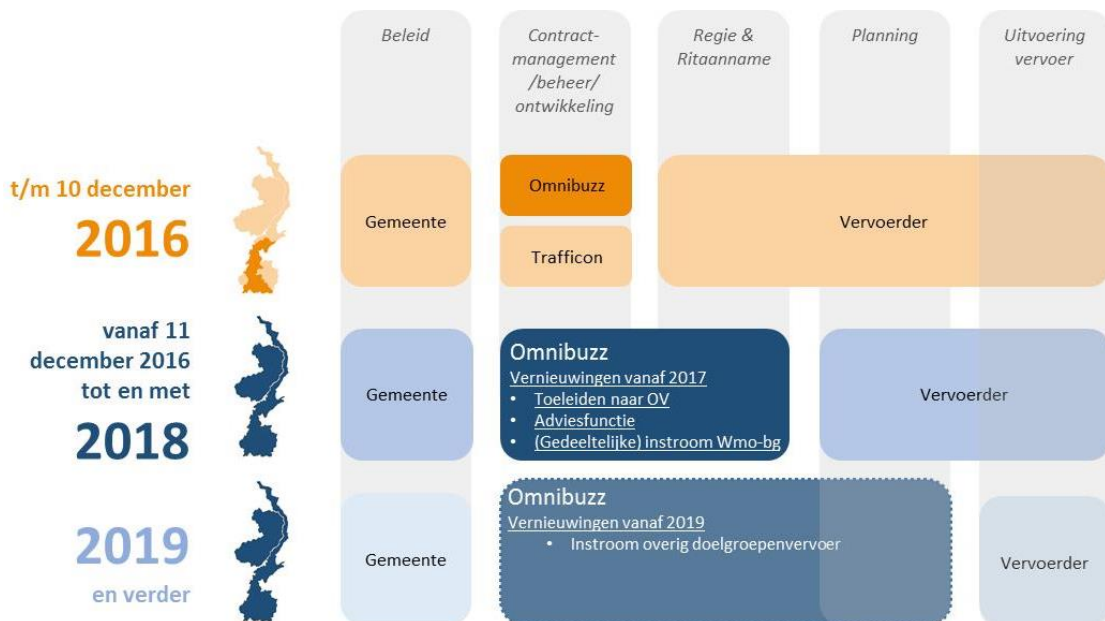 Beleid
Contract-
management
/beheer/
ontwikkeling
Regie &
Ritaanname
Planning
Uitvoering
vervoer
t/m 10 december
2016
Gemeente
Omnibuzz
Trafficon
Vervoerder
vanaf 11
december 2016
tot en met
2018
Gemeente
Omnibuzz
Vernieuwingen vanaf 2017
• Toeleiden naar OV
• Adviesfunctie
• (Gedeeltelijke) instroom Wmo-bg
Vervoerder
2019
en verder
Gemeente
Omnibuzz
Vernieuwingen vanaf 2019
• Instroom overig doelgroepenvervoer
Vervoerder